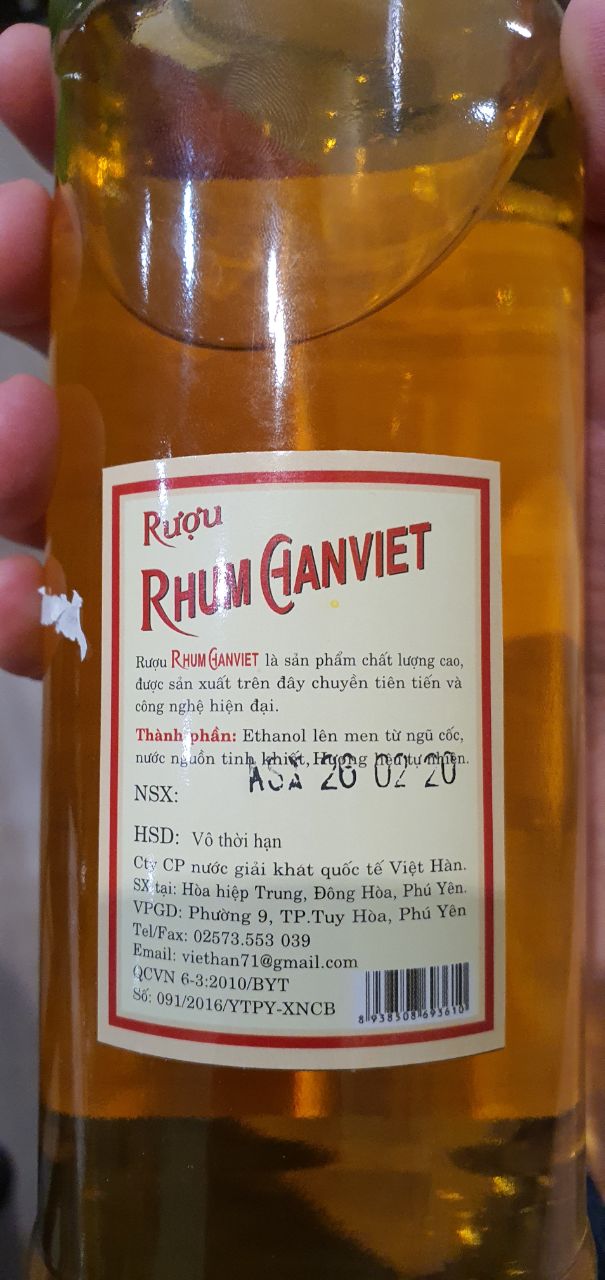 Rượu
RHUM CHANVIET
Rượu RHUM CHANVIET là sản phẩm chất lượng cao,
được sản xuất trên dây chuyền tiên tiến và
công nghệ hiện đại.
Thành phần: Ethanol lên men từ ngũ cốc,
nước nguồn tinh khiết, Hương liệu tự nhiên.
NSX 26 02 20
NSX:
HSD: Vô thời hạn
Cty CP nước giải khát quốc tế Việt Hàn.
SX tại: Hòa hiệp Trung, Đông Hòa, Phú Yên.
VPGD: Phường 9, TP.Tuy Hòa, Phú Yên
Tel/Fax: 02573.553 039
Email: viethan71@gmail.com
QCVN 6-3:2010/BYT
Số: 091/2016/YTPY-XNCB
8 938508 693610